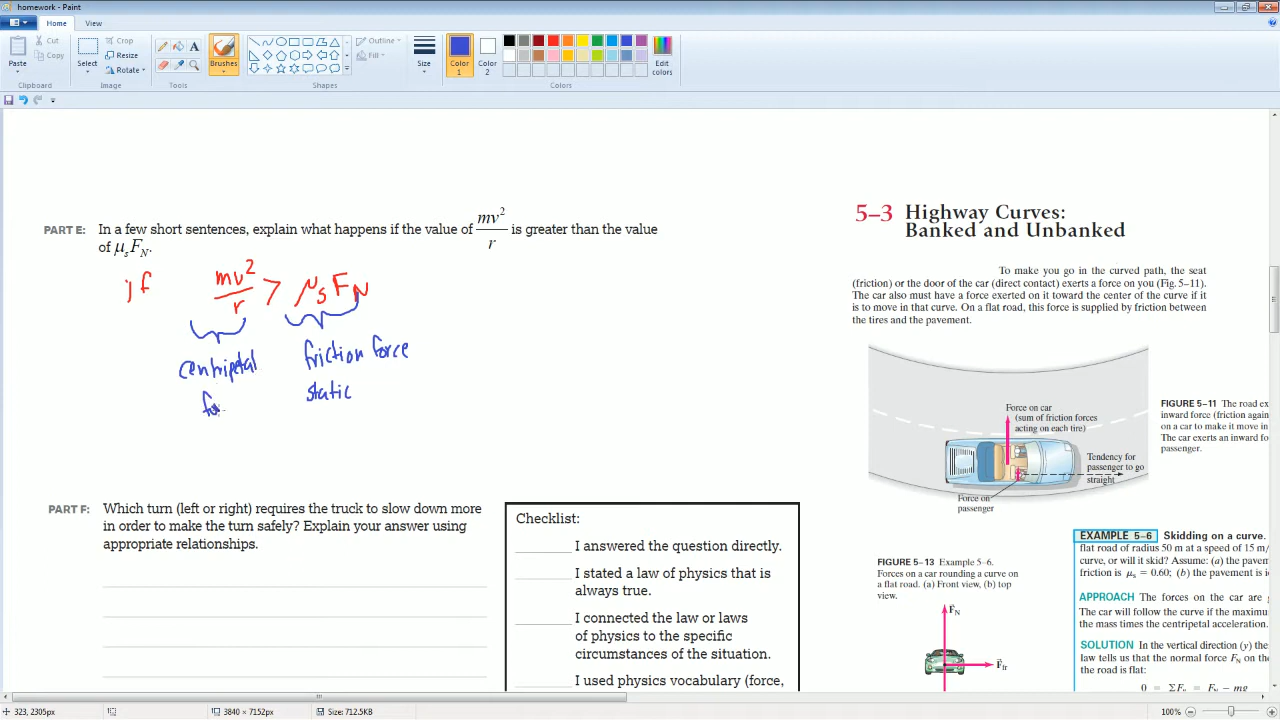 homework - Paint
Home
View
Paste
Cut
Copy
Clipboard
Select
Crop
Resize
Rotate
Image
A
Tools
Brushes
Shapes
Outline
Fill
Size
Color 1
Color 2
Edit colors
Colors
PART E: In a few short sentences, explain what happens if the value of mv²/r is greater than the value
of μsFN.
if mv²/r > μsFN
centripetal
friction force
static
PART F: Which turn (left or right) requires the truck to slow down more
in order to make the turn safely? Explain your answer using
appropriate relationships.
Checklist:
I answered the question directly.
I stated a law of physics that is
always true.
I connected the law or laws
of physics to the specific
circumstances of the situation.
I used physics vocabulary (force,
5–3 Highway Curves:
Banked and Unbanked
To make you go in the curved path, the seat
(friction) or the door of the car (direct contact) exerts a force on you (Fig. 5–11).
The car also must have a force exerted on it toward the center of the curve if it
is to move in that curve. On a flat road, this force is supplied by friction between
the tires and the pavement.
Force on car
(sum of friction forces
acting on each tire)
Tendency for
passenger to go
straight
Force on
passenger
FIGURE 5–11 The road ex
inward force (friction again
on a car to make it move in
The car exerts an inward fo
passenger.
FIGURE 5–13 Example 5–6.
Forces on a car rounding a curve on
a flat road. (a) Front view, (b) top
view.
FN
Ffr
EXAMPLE 5–6 Skidding on a curve.
flat road of radius 50 m at a speed of 15 m/
curve, or will it skid? Assume: (a) the pavem
friction is μs = 0.60; (b) the pavement is i
APPROACH The forces on the car are
The car will follow the curve if the maximu
the mass times the centripetal acceleration.
SOLUTION In the vertical direction (y) the
law tells us that the normal force FN on the
the road is flat:
0 = ΣFy = FN − mg
323, 2305px
3840 × 7152px
Size: 712.5KB
100%